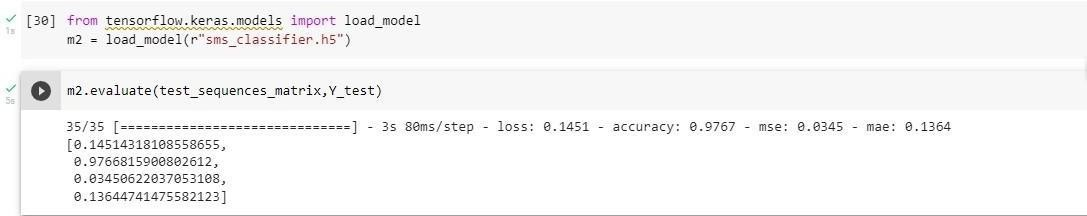 [30] from tensorflow.keras.models import load_model
1s
m2 = load_model(r"sms_classifier.h5")
m2.evaluate(test_sequences_matrix,Y_test)
5s
35/35 [==============================] - 3s 80ms/step - loss: 0.1451 - accuracy: 0.9767 - mse: 0.0345 - mae: 0.1364
[0.14514318108558655,
0.9766815900802612,
0.03450622037053108,
0.13644741475582123]